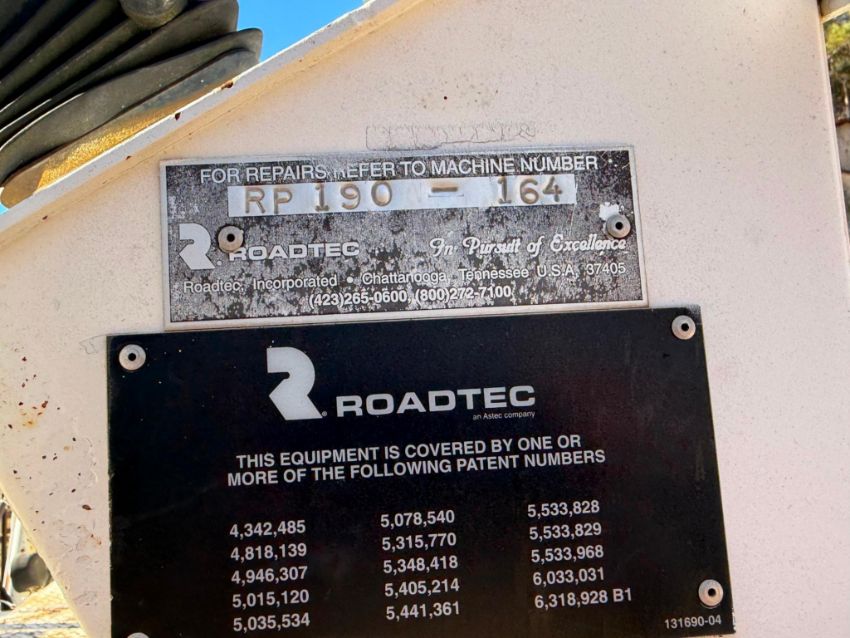 FOR REPAIRS, REFER TO MACHINE NUMBER
RP 190 - 164
ROADTEC In Pursuit of Excellence
Roadtec, Incorporated • Chattanooga, Tennessee U.S.A. 37405
(423)265-0600, (800)272-7100
ROADTEC
an Astec company
THIS EQUIPMENT IS COVERED BY ONE OR
MORE OF THE FOLLOWING PATENT NUMBERS
4,342,485 5,078,540 5,533,828
4,818,139 5,315,770 5,533,829
4,946,307 5,348,418 5,533,968
5,015,120 5,405,214 6,033,031
5,035,534 5,441,361 6,318,928 B1
131690-04